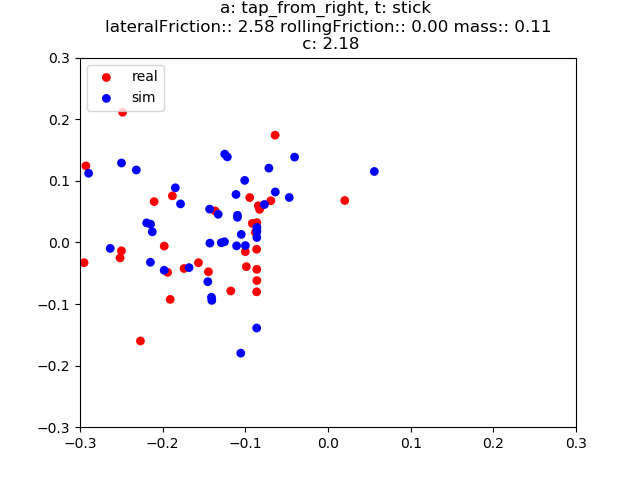 a: tap_from_right, t: stick
lateralFriction:: 2.58 rollingFriction:: 0.00 mass:: 0.11
c: 2.18
real
sim
0.3
0.2
0.1
0.0
−0.1
−0.2
−0.3
−0.3 −0.2 −0.1 0.0 0.1 0.2 0.3